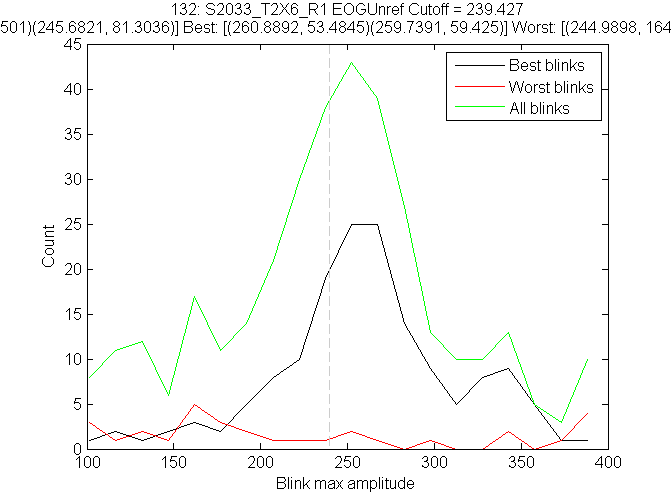 132: S2033_T2X6_R1 EOGUnref Cutoff = 239.427
501)(245.6821, 81.3036)] Best: [(260.8892, 53.4845)(259.7391, 59.425)] Worst: [(244.9898, 164
45
40
35
30
25
20
15
10
5
0
Count
Best blinks
Worst blinks
All blinks
100 150 200 250 300 350 400
Blink max amplitude